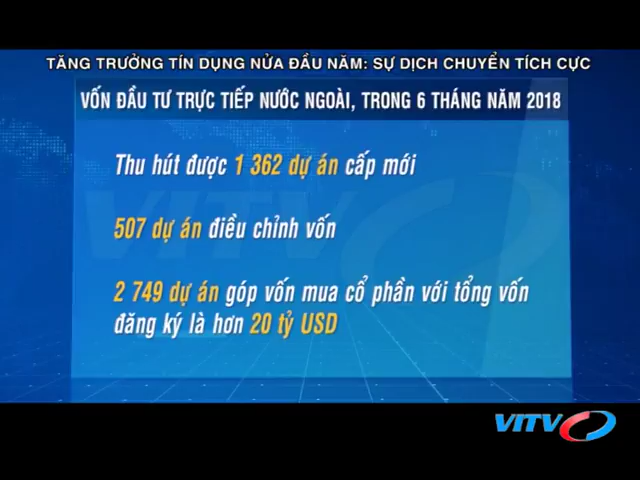 TĂNG TRƯỞNG TÍN DỤNG NỬA ĐẦU NĂM: SỰ DỊCH CHUYỂN TÍCH CỰC
VỐN ĐẦU TƯ TRỰC TIẾP NƯỚC NGOÀI, TRONG 6 THÁNG NĂM 2018
Thu hút được 1 362 dự án cấp mới
507 dự án điều chỉnh vốn
2 749 dự án góp vốn mua cổ phần với tổng vốn
đăng ký là hơn 20 tỷ USD
VITV